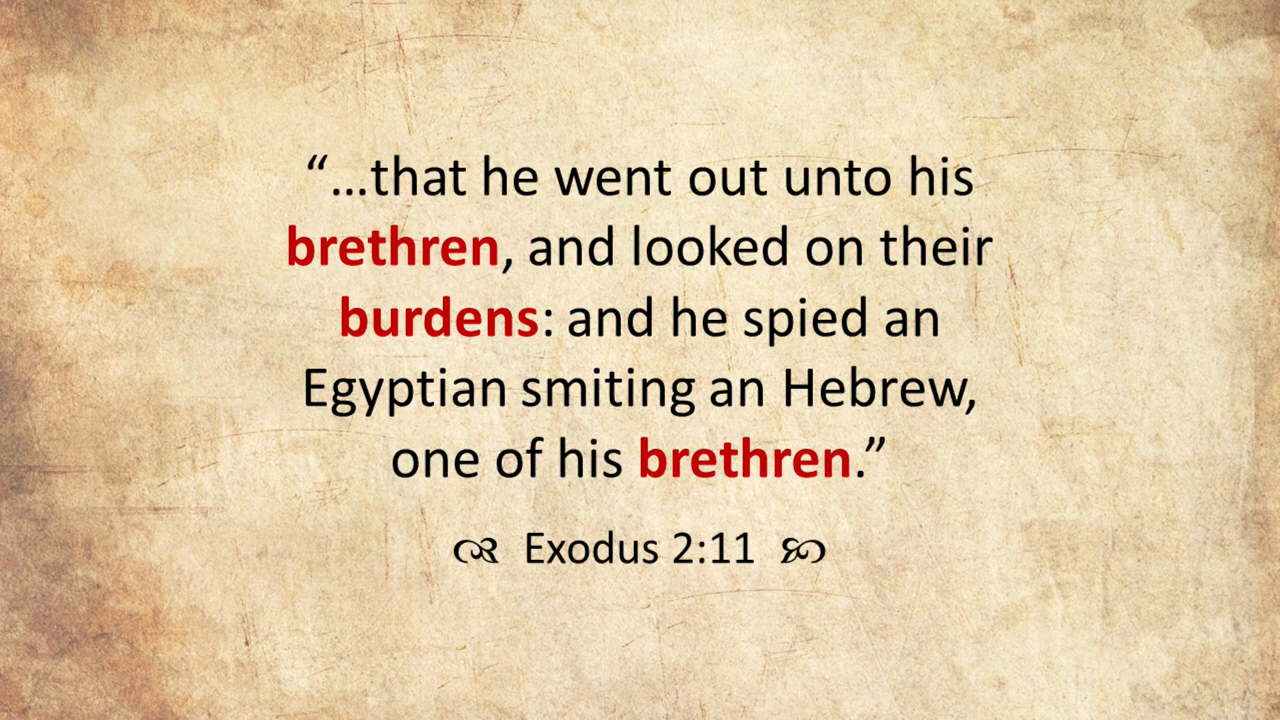 “…that he went out unto his
brethren, and looked on their
burdens: and he spied an
Egyptian smiting an Hebrew,
one of his brethren.”
Exodus 2:11